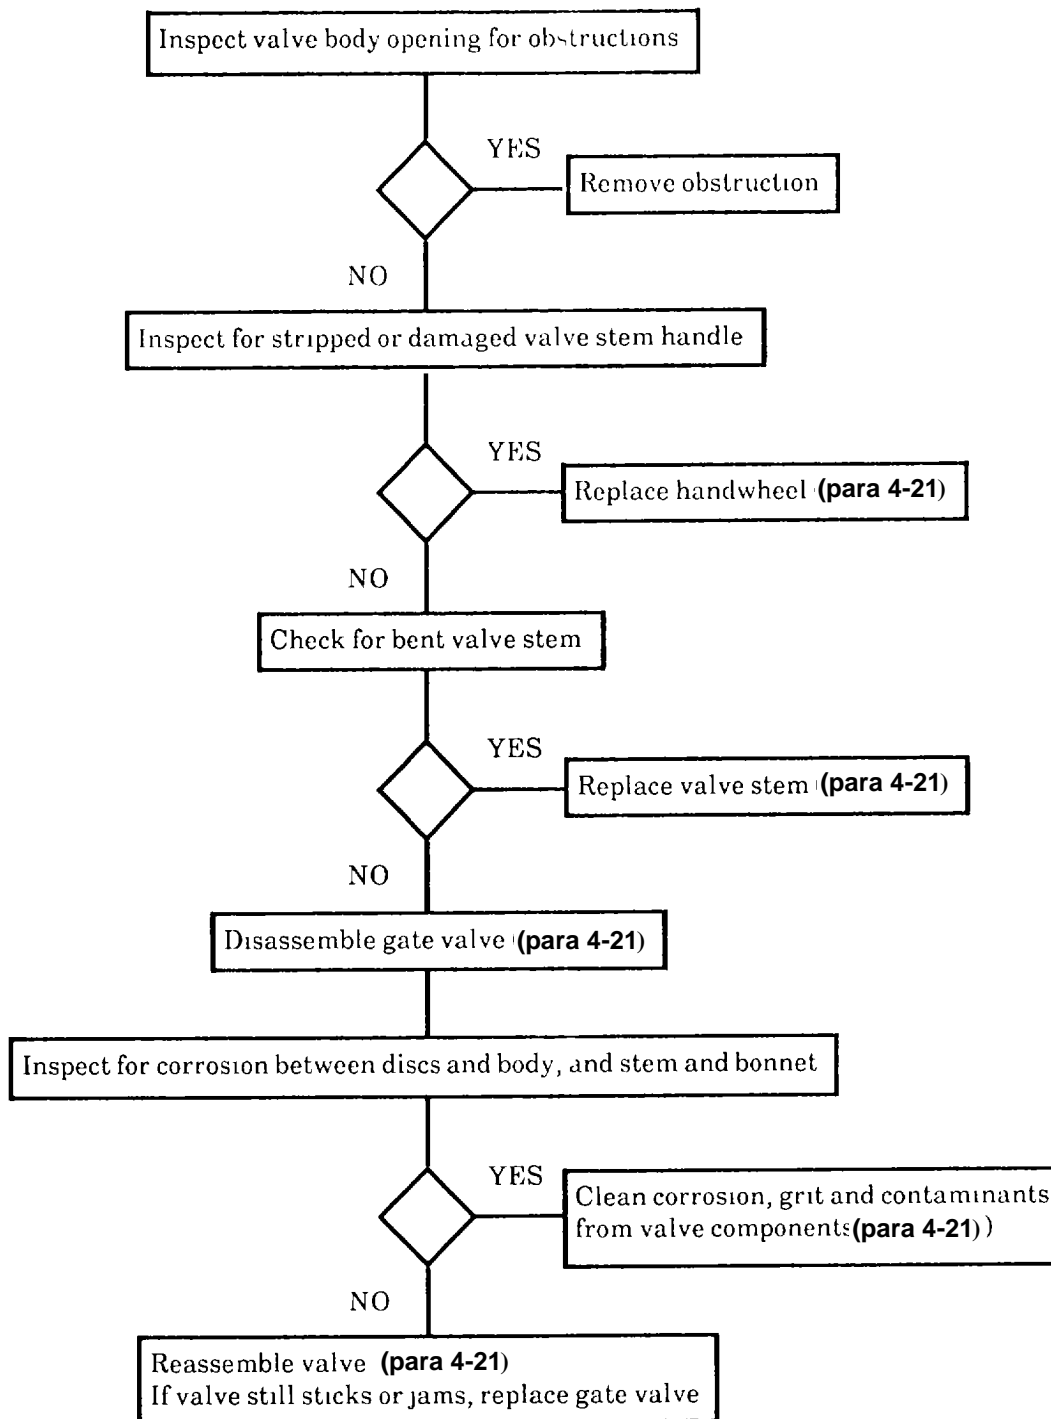 Inspect valve body opening for obstructions
YES
Remove obstruction
NO
Inspect for stripped or damaged valve stem handle
YES
Replace handwheel (para 4-21)
NO
Check for bent valve stem
YES
Replace valve stem (para 4-21)
NO
Disassemble gate valve (para 4-21)
Inspect for corrosion between discs and body, and stem and bonnet
YES
Clean corrosion, grit and contaminants
from valve components (para 4-21))
NO
Reassemble valve (para 4-21)
If valve still sticks or jams, replace gate valve